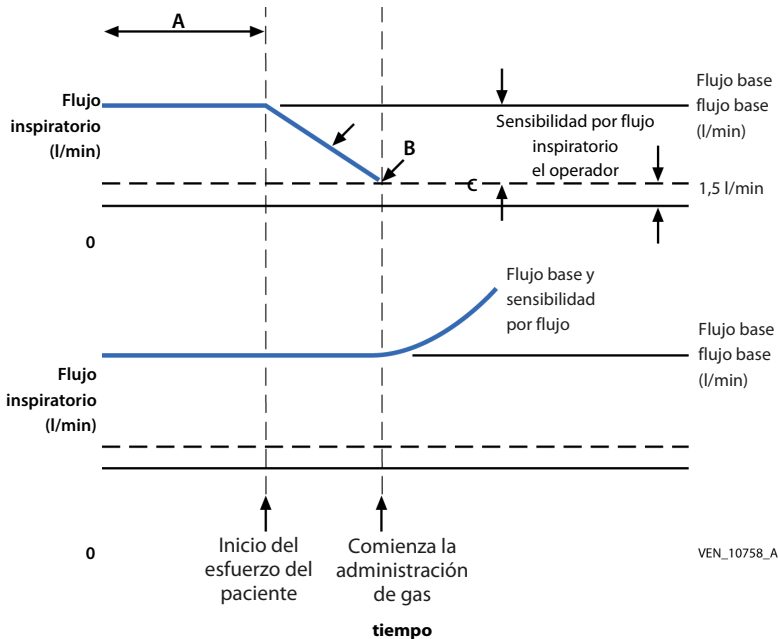 A
Flujo
inspiratorio
(l/min)
B
Sensibilidad por flujo
inspiratorio
el operador
C
Flujo base
flujo base
(l/min)
1,5 l/min
0
Flujo base y
sensibilidad
por flujo
Flujo
inspiratorio
(l/min)
Flujo base
flujo base
(l/min)
0
Inicio del
esfuerzo del
paciente
Comienza la
administración
de gas
VEN_10758_A
tiempo